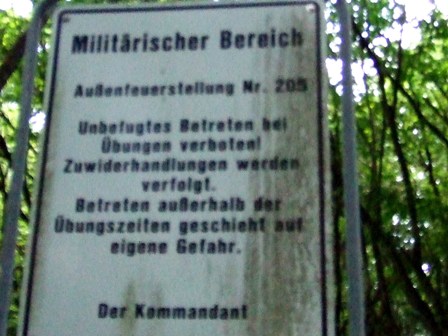 Militärischer Bereich
Außenfeuerstellung Nr. 205
Unbefugtes Betreten bei
Übungen verboten!
Zuwiderhandlungen werden
verfolgt.
Betreten außerhalb der
Übungszeiten geschieht auf
eigene Gefahr.
Der Kommandant